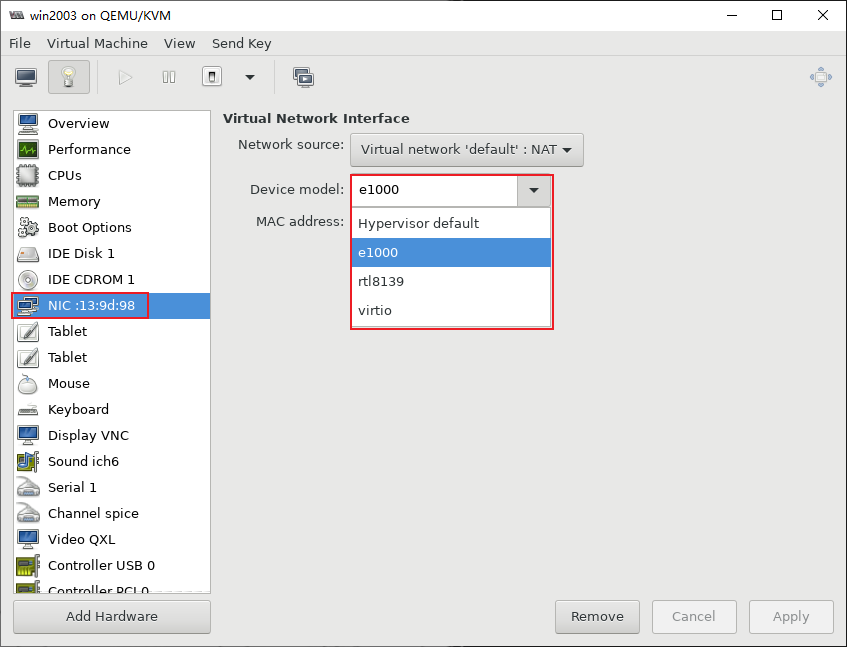 win2003 on QEMU/KVM
File Virtual Machine View Send Key
Overview
Performance
CPUs
Memory
Boot Options
IDE Disk 1
IDE CDROM 1
NIC :13:9d:98
Tablet
Tablet
Mouse
Keyboard
Display VNC
Sound ich6
Serial 1
Channel spice
Video QXL
Controller USB 0
Controller PCI 0
Add Hardware
Virtual Network Interface
Network source: Virtual network 'default' : NAT
Device model: e1000
MAC address:
Hypervisor default
e1000
rtl8139
virtio
Remove Cancel Apply